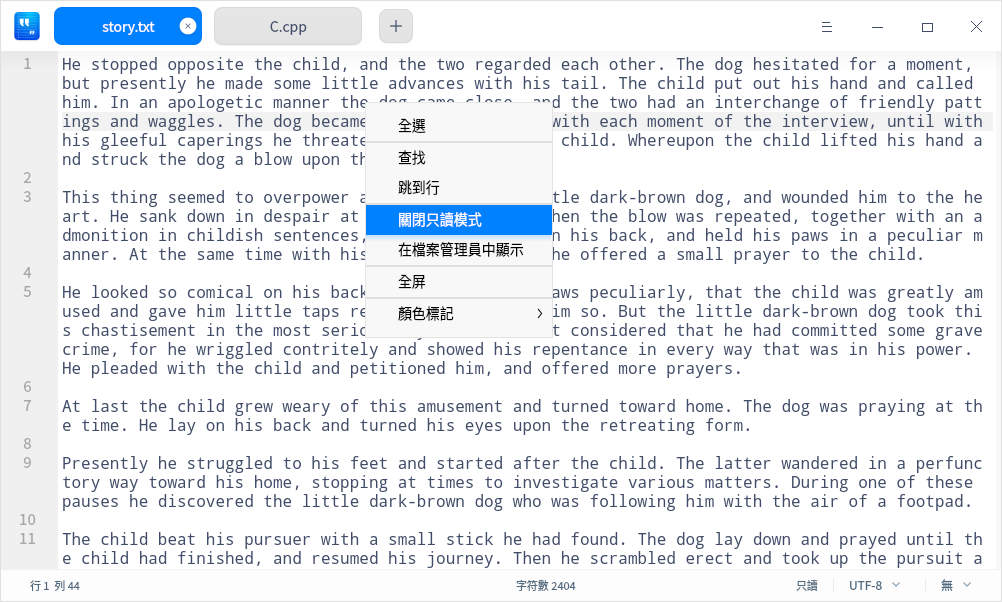 story.txt
C.cpp
1 He stopped opposite the child, and the two regarded each other. The dog hesitated for a moment,
but presently he made some little advances with his tail. The child put out his hand and called
him. In an apologetic manner the dog came close, and the two had an interchange of friendly patt
ings and waggles. The dog became with each moment of the interview, until with
his gleeful caperings he threate child. Whereupon the child lifted his hand a
nd struck the dog a blow upon th
2
3 This thing seemed to overpower a tle dark-brown dog, and wounded him to the he
art. He sank down in despair at hen the blow was repeated, together with an a
dmonition in childish sentences, n his back, and held his paws in a peculiar m
anner. At the same time with his he offered a small prayer to the child.
4
5 He looked so comical on his back aws peculiarly, that the child was greatly am
used and gave him little taps re im so. But the little dark-brown dog took thi
s chastisement in the most serio t considered that he had committed some grave
crime, for he wriggled contritely and showed his repentance in every way that was in his power.
He pleaded with the child and petitioned him, and offered more prayers.
6
7 At last the child grew weary of this amusement and turned toward home. The dog was praying at th
e time. He lay on his back and turned his eyes upon the retreating form.
8
9 Presently he struggled to his feet and started after the child. The latter wandered in a perfunc
tory way toward his home, stopping at times to investigate various matters. During one of these
pauses he discovered the little dark-brown dog who was following him with the air of a footpad.
10
11 The child beat his pursuer with a small stick he had found. The dog lay down and prayed until th
e child had finished, and resumed his journey. Then he scrambled erect and took up the pursuit a
全選
查找
跳到行
關閉只讀模式
在檔案管理員中顯示
全屏
顏色標記
行 1 列 44
字符數 2404
只讀
UTF-8
無